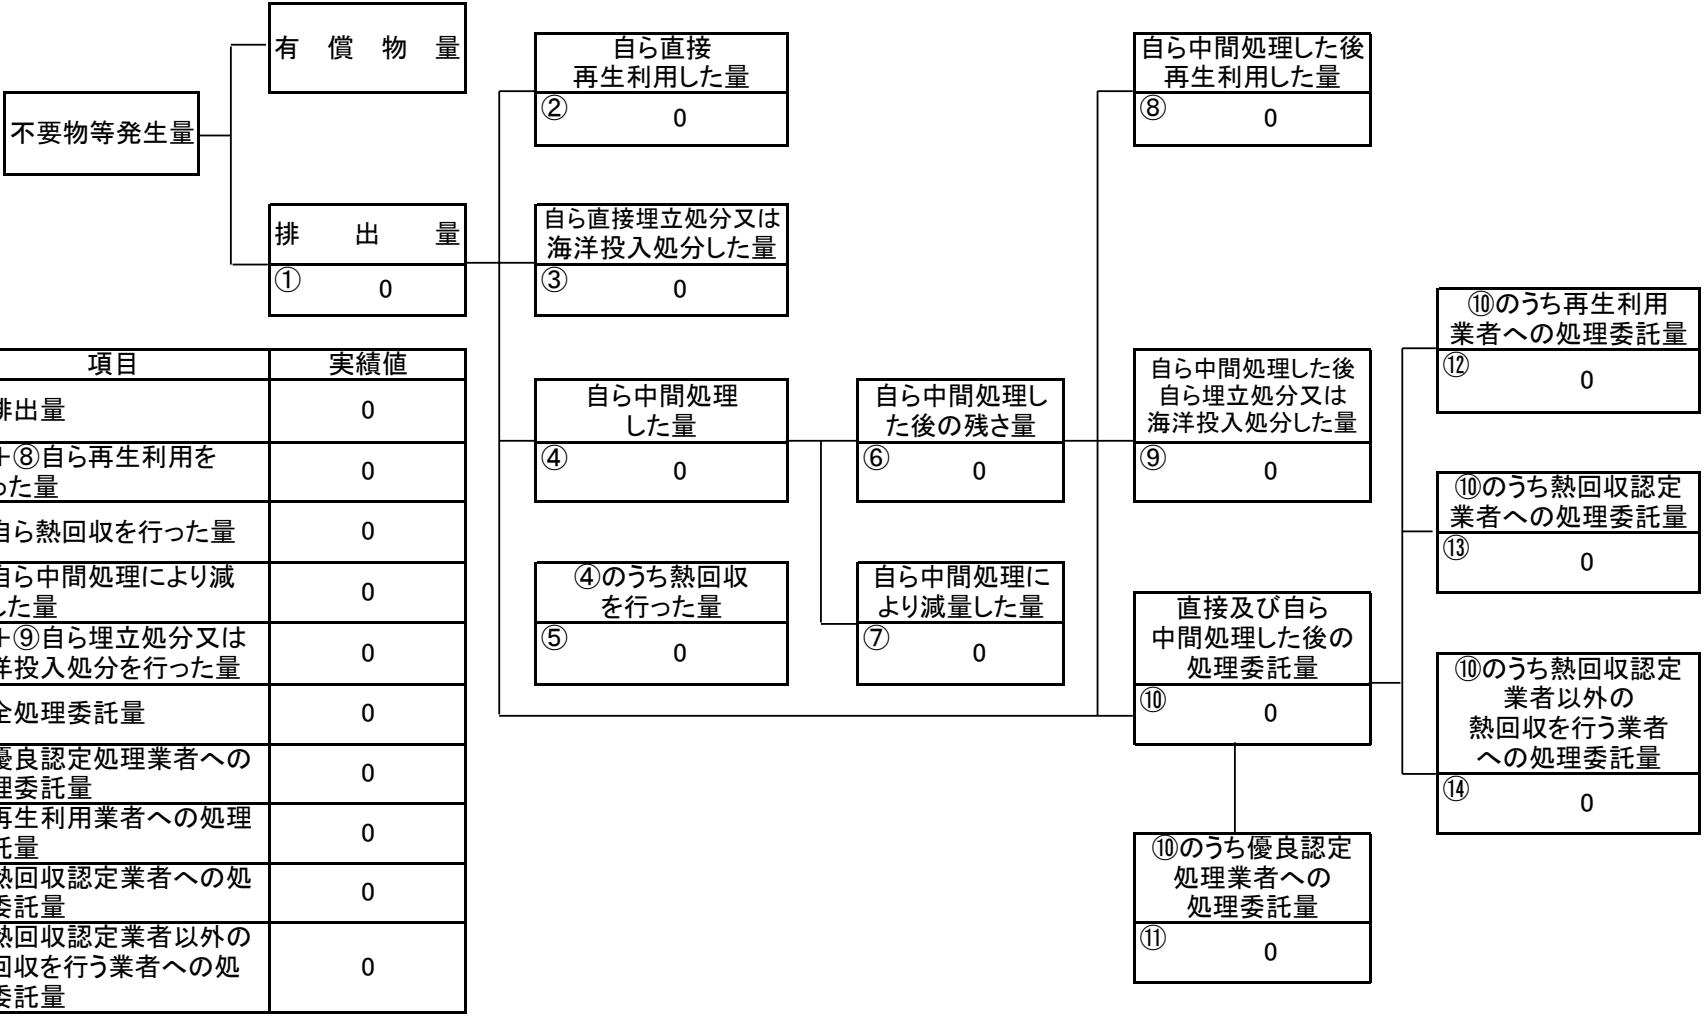 有償物量
不要物等発生量
排出量
① 0
自ら直接
再生利用した量
② 0
自ら直接埋立処分又は
海洋投入処分した量
③ 0
自ら中間処理
した量
④ 0
④のうち熱回収
を行った量
⑤ 0
自ら中間処理し
た後の残さ量
⑥ 0
自ら中間処理に
より減量した量
⑦ 0
自ら中間処理した後
再生利用した量
⑧ 0
自ら中間処理した後
自ら埋立処分又は
海洋投入処分した量
⑨ 0
直接及び自ら
中間処理した後の
処理委託量
⑩ 0
⑩のうち優良認定
処理業者への
処理委託量
⑪ 0
⑩のうち再生利用
業者への処理委託量
⑫ 0
⑩のうち熱回収認定
業者への処理委託量
⑬ 0
⑩のうち熱回収認定
業者以外の
熱回収を行う業者
への処理委託量
⑭ 0
項目 実績値
排出量 0
+⑧自ら再生利用を
った量 0
自ら熱回収を行った量 0
自ら中間処理により減
した量 0
+⑨自ら埋立処分又は
洋投入処分を行った量 0
全処理委託量 0
優良認定処理業者への
理委託量 0
再生利用業者への処理
託量 0
熱回収認定業者への処
委託量 0
熱回収認定業者以外の
回収を行う業者への処
委託量 0